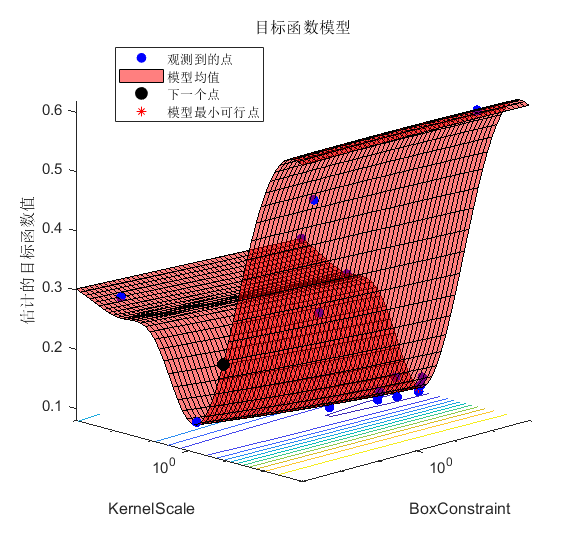 目标函数模型
观测到的点
模型均值
下一个点
模型最小可行点
估计的目标函数值
0.6
0.5
0.4
0.3
0.2
0.1
10^0
10^0
KernelScale
BoxConstraint